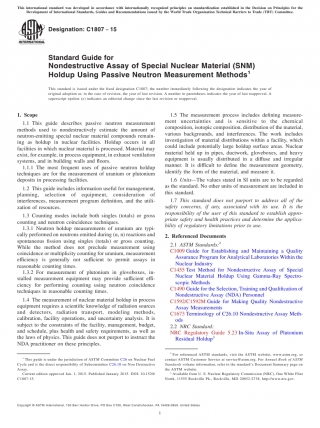 This international standard was developed in accordance with internationally recognized principles on standardization established in the Decision on Principles for the
Development of International Standards, Guides and Recommendations issued by the World Trade Organization Technical Barriers to Trade (TBT) Committee.
Designation: C1807 − 15
Standard Guide for
Nondestructive Assay of Special Nuclear Material (SNM)
Holdup Using Passive Neutron Measurement Methods1
This standard is issued under the fixed designation C1807; the number immediately following the designation indicates the year of
original adoption or, in the case of revision, the year of last revision. A number in parentheses indicates the year of last reapproval. A
superscript epsilon (ε) indicates an editorial change since the last revision or reapproval.
1. Scope
1.1 This guide describes passive neutron measurement
methods used to nondestructively estimate the amount of
neutron-emitting special nuclear material compounds remain-
ing as holdup in nuclear facilities. Holdup occurs in all
facilities in which nuclear material is processed. Material may
exist, for example, in process equipment, in exhaust ventilation
systems, and in building walls and floors.
1.1.1 The most frequent uses of passive neutron holdup
techniques are for the measurement of uranium or plutonium
deposits in processing facilities.
1.2 This guide includes information useful for management,
planning, selection of equipment, consideration of
interferences, measurement program definition, and the utili-
zation of resources.
1.3 Counting modes include both singles (totals) or gross
counting and neutron coincidence techniques.
1.3.1 Neutron holdup measurements of uranium are typi-
cally performed on neutrons emitted during (α, n) reactions and
spontaneous fission using singles (totals) or gross counting.
While the method does not preclude measurement using
coincidence or multiplicity counting for uranium, measurement
efficiency is generally not sufficient to permit assays in
reasonable counting times.
1.3.2 For measurement of plutonium in gloveboxes, in-
stalled measurement equipment may provide sufficient effi-
ciency for performing counting using neutron coincidence
techniques in reasonable counting times.
1.4 The measurement of nuclear material holdup in process
equipment requires a scientific knowledge of radiation sources
and detectors, radiation transport, modeling methods,
calibration, facility operations, and uncertainty analysis. It is
subject to the constraints of the facility, management, budget,
and schedule, plus health and safety requirements, as well as
the laws of physics. This guide does not purport to instruct the
NDA practitioner on these principles.
1.5 The measurement process includes defining measure-
ment uncertainties and is sensitive to the chemical
composition, isotopic composition, distribution of the material,
various backgrounds, and interferences. The work includes
investigation of material distributions within a facility, which
could include potentially large holdup surface areas. Nuclear
material held up in pipes, ductwork, gloveboxes, and heavy
equipment is usually distributed in a diffuse and irregular
manner. It is difficult to define the measurement geometry,
identify the form of the material, and measure it.
1.6 Units—The values stated in SI units are to be regarded
as the standard. No other units of measurement are included in
this standard.
1.7 This standard does not purport to address all of the
safety concerns, if any, associated with its use. It is the
responsibility of the user of this standard to establish appro-
priate safety and health practices and determine the applica-
bility of regulatory limitations prior to use.
2. Referenced Documents
2.1 ASTM Standards:2
C1009 Guide for Establishing and Maintaining a Quality
Assurance Program for Analytical Laboratories Within the
Nuclear Industry
C1455 Test Method for Nondestructive Assay of Special
Nuclear Material Holdup Using Gamma-Ray Spectro-
scopic Methods
C1490 Guide for the Selection, Training and Qualification of
Nondestructive Assay (NDA) Personnel
C1592/C1592M Guide for Making Quality Nondestructive
Assay Measurements
C1673 Terminology of C26.10 Nondestructive Assay Meth-
ods
2.2 NRC Standard:
NRC Regulatory Guide 5.23 In-Situ Assay of Plutonium
Residual Holdup3
1 This guide is under the jurisdiction of ASTM Committee C26 on Nuclear Fuel
Cycle and is the direct responsibility of Subcommittee C26.10 on Non Destructive
Assay.
Current edition approved Jan. 1, 2015. Published January 2015. DOI: 10.1520/
C1807-15.
2 For referenced ASTM standards, visit the ASTM website, www.astm.org, or
contact ASTM Customer Service at service@astm.org. For Annual Book of ASTM
Standards volume information, refer to the standard's Document Summary page on
the ASTM website.
3 Available from U. S. Nuclear Regulatory Commission (NRC), One White Flint
North, 11555 Rockville Pk., Rockville, MD 20852-2738, http://www.nrc.gov.
Copyright © ASTM International, 100 Barr Harbor Drive, PO Box C700, West Conshohocken, PA 19428-2959. United States
1